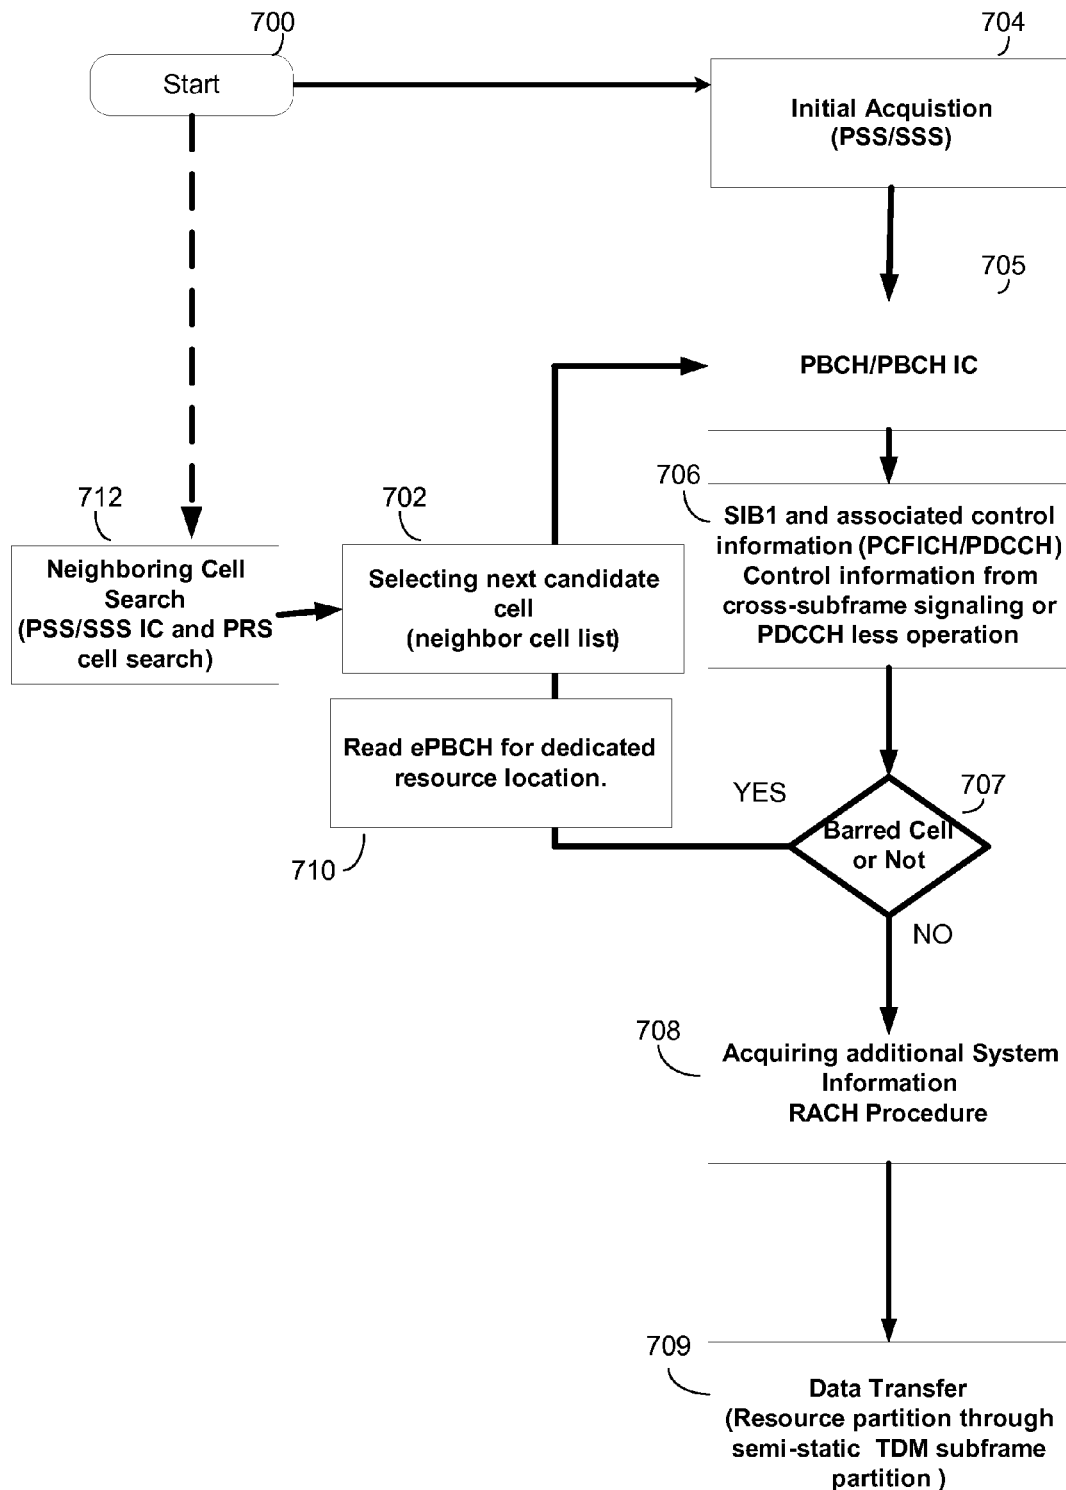 700
Start
704
Initial Acquistion
(PSS/SSS)
705
PBCH/PBCH IC
706
SIB1 and associated control
information (PCFICH/PDCCH)
Control information from
cross-subframe signaling or
PDCCH less operation
712
Neighboring Cell
Search
(PSS/SSS IC and PRS
cell search)
702
Selecting next candidate
cell
(neighbor cell list)
Read ePBCH for dedicated
resource location.
710
YES
707
Barred Cell
or Not
NO
708
Acquiring additional System
Information
RACH Procedure
709
Data Transfer
(Resource partition through
semi-static TDM subframe
partition )